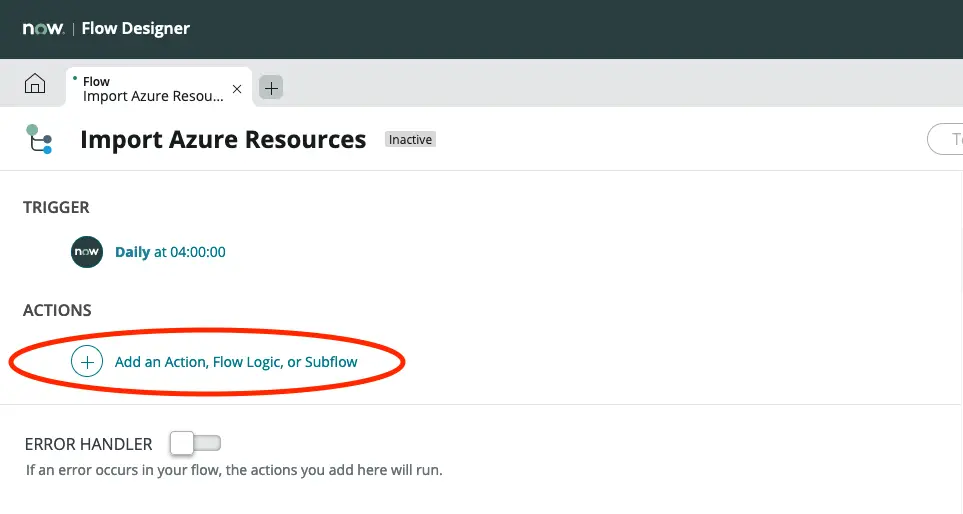 now. | Flow Designer
Flow
Import Azure Resou...
Import Azure Resources Inactive
TRIGGER
now Daily at 04:00:00
ACTIONS
Add an Action, Flow Logic, or Subflow
ERROR HANDLER
If an error occurs in your flow, the actions you add here will run.